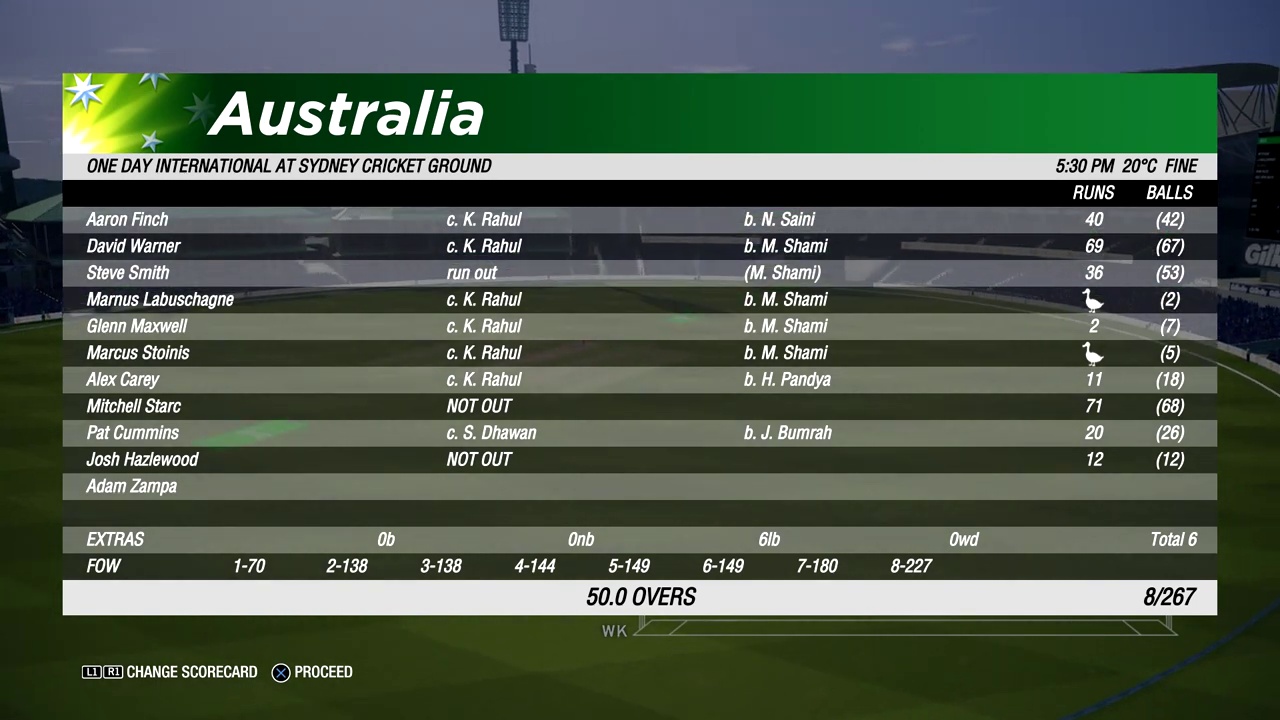 Australia
ONE DAY INTERNATIONAL AT SYDNEY CRICKET GROUND 5:30 PM 20°C FINE
RUNS BALLS
Aaron Finch c. K. Rahul b. N. Saini 40 (42)
David Warner c. K. Rahul b. M. Shami 69 (67)
Steve Smith run out (M. Shami) 36 (53)
Marnus Labuschagne c. K. Rahul b. M. Shami (2)
Glenn Maxwell c. K. Rahul b. M. Shami 2 (7)
Marcus Stoinis c. K. Rahul b. M. Shami (5)
Alex Carey c. K. Rahul b. H. Pandya 11 (18)
Mitchell Starc NOT OUT 71 (68)
Pat Cummins c. S. Dhawan b. J. Bumrah 20 (26)
Josh Hazlewood NOT OUT 12 (12)
Adam Zampa
EXTRAS 0b 0nb 6lb 0wd Total 6
FOW 1-70 2-138 3-138 4-144 5-149 6-149 7-180 8-227
50.0 OVERS 8/267
WK
L1 R1 CHANGE SCORECARD PROCEED